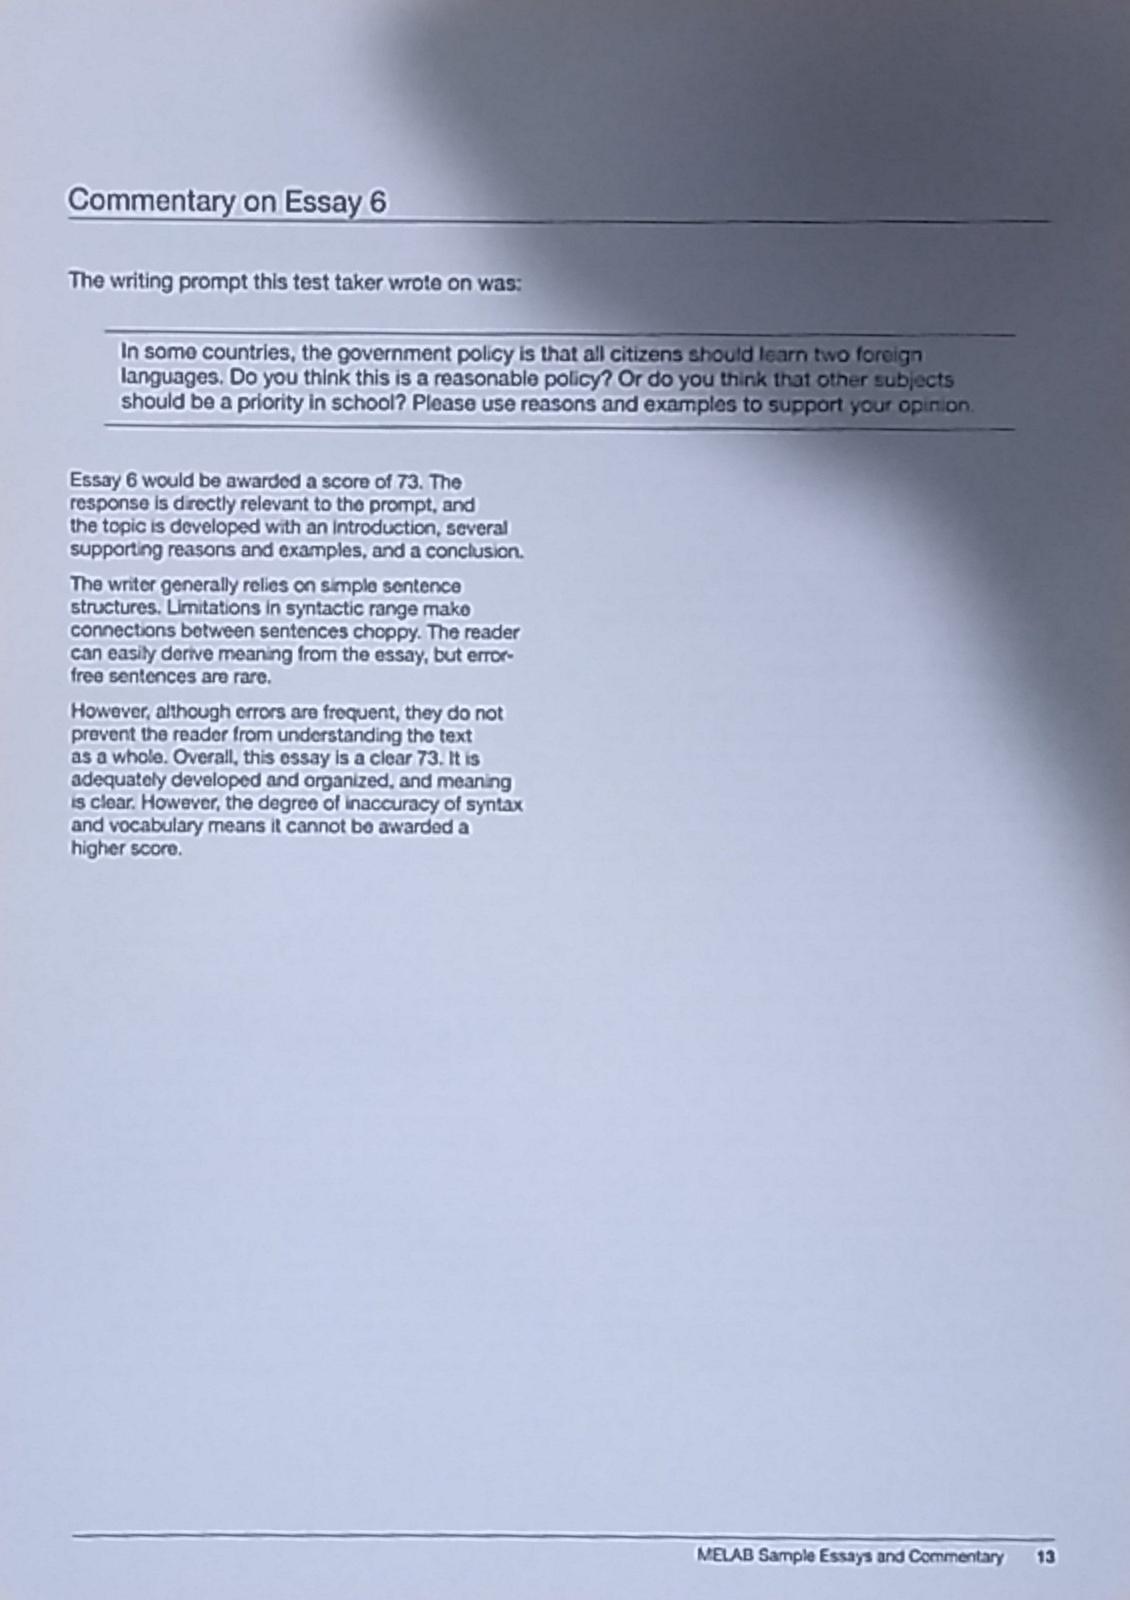 Commentary on Essay 6
The writing prompt this test taker wrote on was:
In some countries, the government policy is that all citizens should learn two foreign
languages. Do you think this is a reasonable policy? Or do you think that other subjects
should be a priority in school? Please use reasons and examples to support your opinion.
Essay 6 would be awarded a score of 73. The
response is directly relevant to the prompt, and
the topic is developed with an introduction, several
supporting reasons and examples, and a conclusion.
The writer generally relies on simple sentence
structures. Limitations in syntactic range make
connections between sentences choppy. The reader
can easily derive meaning from the essay, but error-
free sentences are rare.
However, although errors are frequent, they do not
prevent the reader from understanding the text
as a whole. Overall, this essay is a clear 73. It is
adequately developed and organized, and meaning
is clear. However, the degree of inaccuracy of syntax
and vocabulary means it cannot be awarded a
higher score.
MELAB Sample Essays and Commentary 13